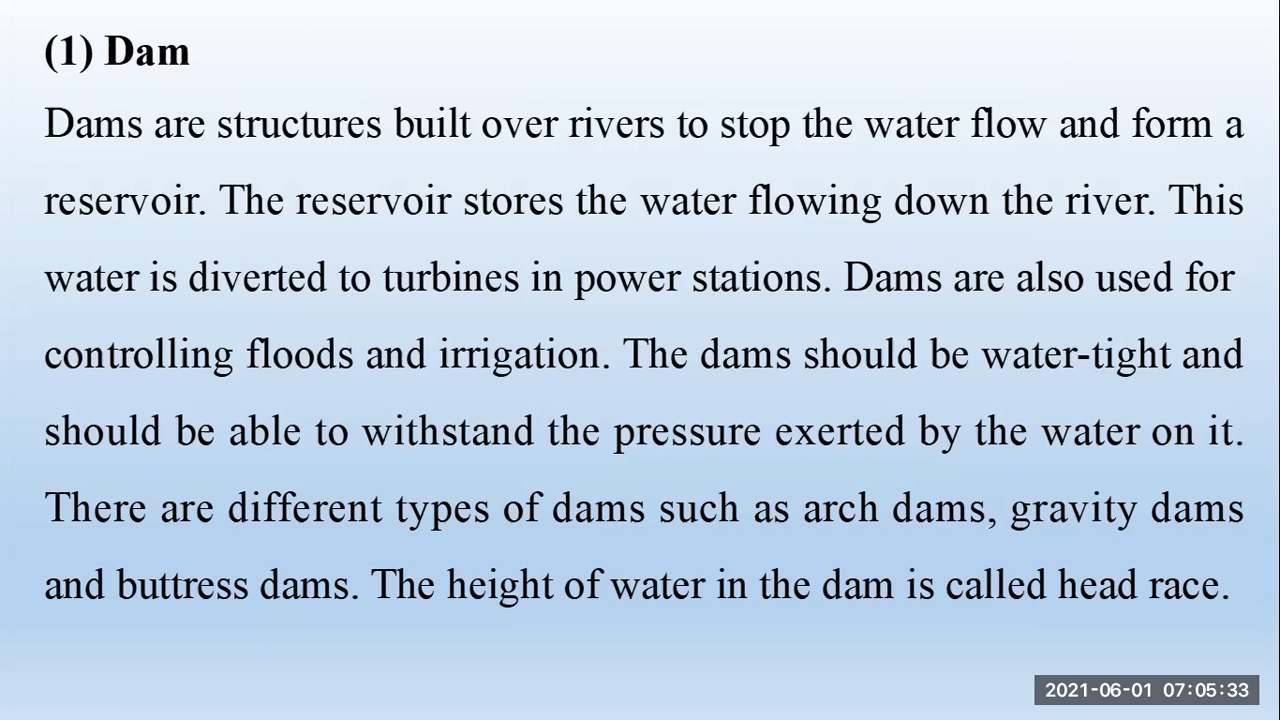 (1) Dam
Dams are structures built over rivers to stop the water flow and form a
reservoir. The reservoir stores the water flowing down the river. This
water is diverted to turbines in power stations. Dams are also used for
controlling floods and irrigation. The dams should be water-tight and
should be able to withstand the pressure exerted by the water on it.
There are different types of dams such as arch dams, gravity dams
and buttress dams. The height of water in the dam is called head race.
2021-06-01 07:05:33